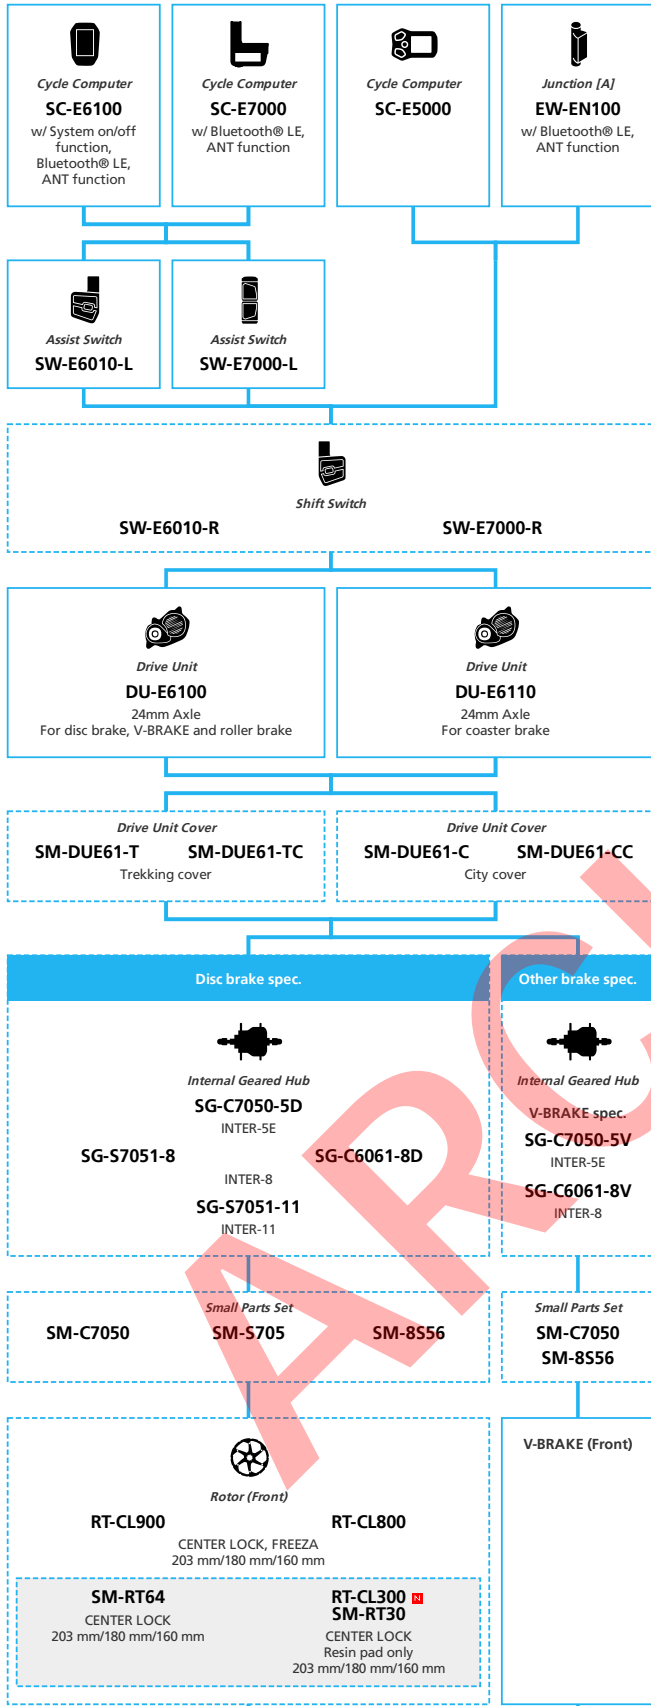 Cycle Computer
SC-E6100
w/ System on/off
function,
Bluetooth® LE,
ANT function
Cycle Computer
SC-E7000
w/ Bluetooth® LE,
ANT function
Cycle Computer
SC-E5000
Junction [A]
EW-EN100
w/ Bluetooth® LE,
ANT function
Assist Switch
SW-E6010-L
Assist Switch
SW-E7000-L
Shift Switch
SW-E6010-R
SW-E7000-R
Drive Unit
DU-E6100
24mm Axle
For disc brake, V-BRAKE and roller brake
Drive Unit
DU-E6110
24mm Axle
For coaster brake
Drive Unit Cover
SM-DUE61-T SM-DUE61-TC
Trekking cover
Drive Unit Cover
SM-DUE61-C SM-DUE61-CC
City cover
Disc brake spec.
Internal Geared Hub
SG-C7050-5D
INTER-5E
SG-S7051-8 SG-C6061-8D
INTER-8
SG-S7051-11
INTER-11
Other brake spec.
Internal Geared Hub
V-BRAKE spec.
SG-C7050-5V
INTER-5E
SG-C6061-8V
INTER-8
Small Parts Set
SM-C7050 SM-S705 SM-8S56
Small Parts Set
SM-C7050
SM-8S56
Rotor (Front)
RT-CL900 RT-CL800
CENTER LOCK, FREEZA
203 mm/180 mm/160 mm
SM-RT64
CENTER LOCK
203 mm/180 mm/160 mm
RT-CL300 N
SM-RT30
CENTER LOCK
Resin pad only
203 mm/180 mm/160 mm
V-BRAKE (Front)